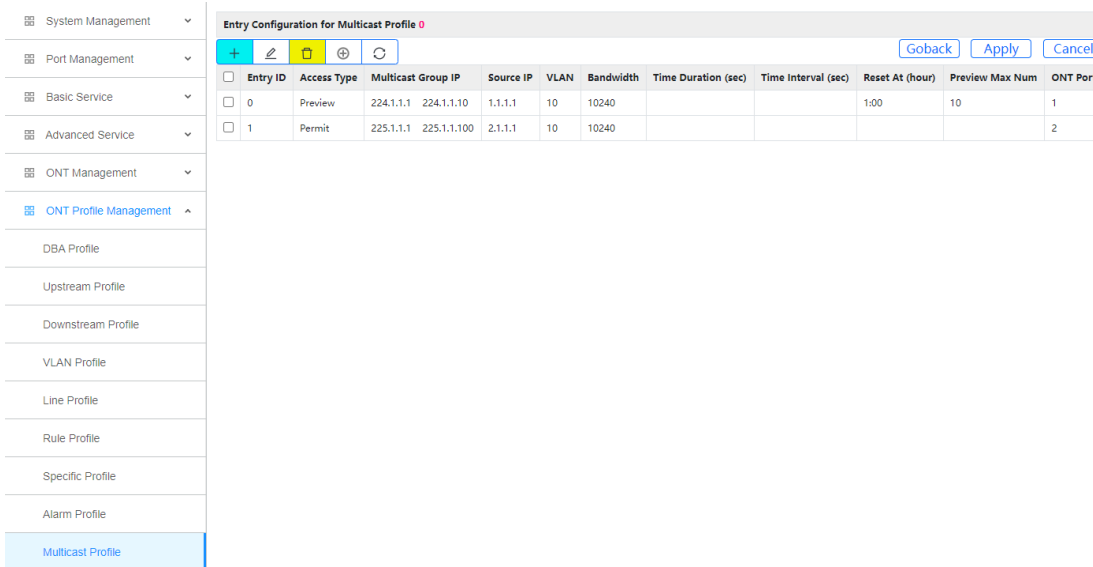 System Management
Port Management
Basic Service
Advanced Service
ONT Management
ONT Profile Management
DBA Profile
Upstream Profile
Downstream Profile
VLAN Profile
Line Profile
Rule Profile
Specific Profile
Alarm Profile
Multicast Profile
Entry Configuration for Multicast Profile 0
Goback Apply Cancel
Entry ID Access Type Multicast Group IP Source IP VLAN Bandwidth Time Duration (sec) Time Interval (sec) Reset At (hour) Preview Max Num ONT Por
0 Preview 224.1.1.1 224.1.1.10 1.1.1.1 10 10240 1:00 10 1
1 Permit 225.1.1.1 225.1.1.100 2.1.1.1 10 10240 2